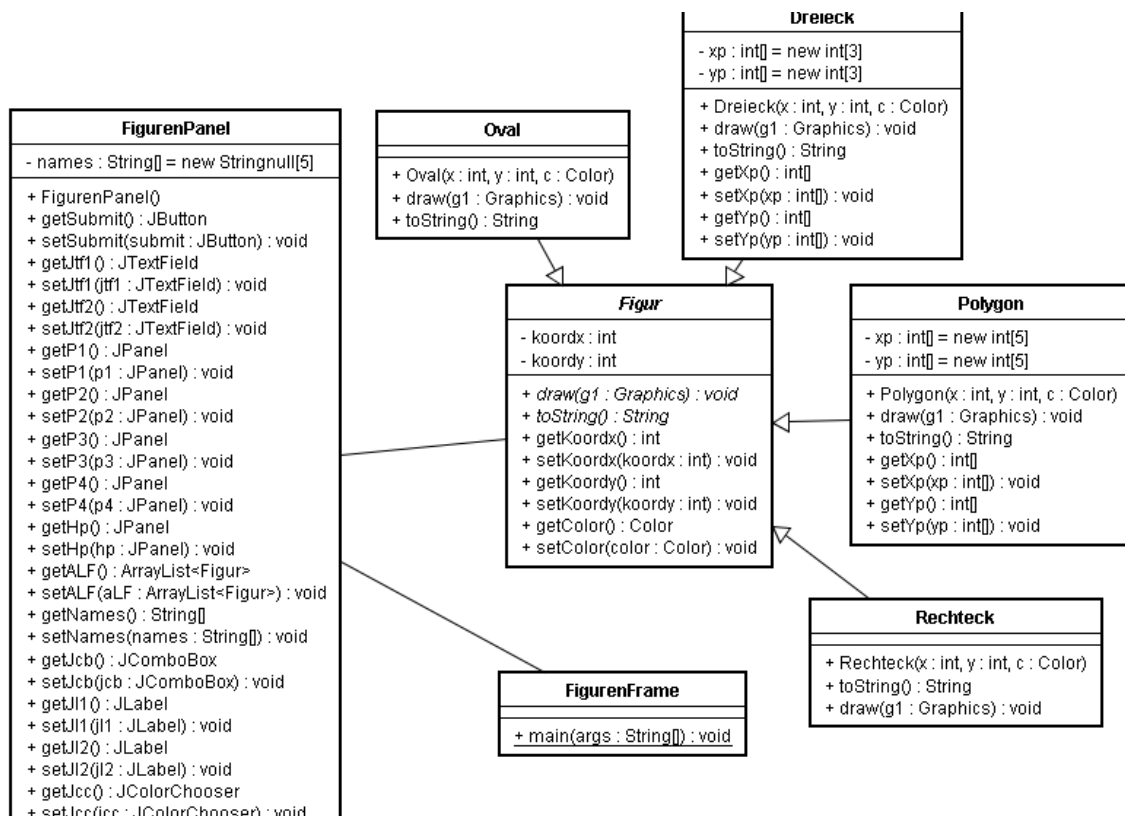 FigurenPanel
- names : String[] = new Stringnull[5]
+ FigurenPanel()
+ getSubmit() : JButton
+ setSubmit(submit : JButton) : void
+ getJtf1() : JTextField
+ setJtf1(jtf1 : JTextField) : void
+ getJtf2() : JTextField
+ setJtf2(jtf2 : JTextField) : void
+ getP1() : JPanel
+ setP1(p1 : JPanel) : void
+ getP2() : JPanel
+ setP2(p2 : JPanel) : void
+ getP3() : JPanel
+ setP3(p3 : JPanel) : void
+ getP4() : JPanel
+ setP4(p4 : JPanel) : void
+ getHp() : JPanel
+ setHp(hp : JPanel) : void
+ getALF() : ArrayList<Figur>
+ setALF(aLF : ArrayList<Figur>) : void
+ getNames() : String[]
+ setNames(names : String[]) : void
+ getJcb() : JComboBox
+ setJcb(jcb : JComboBox) : void
+ getJl1() : JLabel
+ setJl1(jl1 : JLabel) : void
+ getJl2() : JLabel
+ setJl2(jl2 : JLabel) : void
+ getJcc() : JColorChooser
+ setJcc(jcc : JColorChooser) : void
Oval
+ Oval(x : int, y : int, c : Color)
+ draw(g1 : Graphics) : void
+ toString() : String
Dreieck
- xp : int[] = new int[3]
- yp : int[] = new int[3]
+ Dreieck(x : int, y : int, c : Color)
+ draw(g1 : Graphics) : void
+ toString() : String
+ getXp() : int[]
+ setXp(xp : int[]) : void
+ getYp() : int[]
+ setYp(yp : int[]) : void
Figur
- koordx : int
- koordy : int
+ draw(g1 : Graphics) : void
+ toString() : String
+ getKoordx() : int
+ setKoordx(koordx : int) : void
+ getKoordy() : int
+ setKoordy(koordy : int) : void
+ getColor() : Color
+ setColor(color : Color) : void
Polygon
- xp : int[] = new int[5]
- yp : int[] = new int[5]
+ Polygon(x : int, y : int, c : Color)
+ draw(g1 : Graphics) : void
+ toString() : String
+ getXp() : int[]
+ setXp(xp : int[]) : void
+ getYp() : int[]
+ setYp(yp : int[]) : void
Rechteck
+ Rechteck(x : int, y : int, c : Color)
+ toString() : String
+ draw(g1 : Graphics) : void
FigurenFrame
+ main(args : String[]) : void